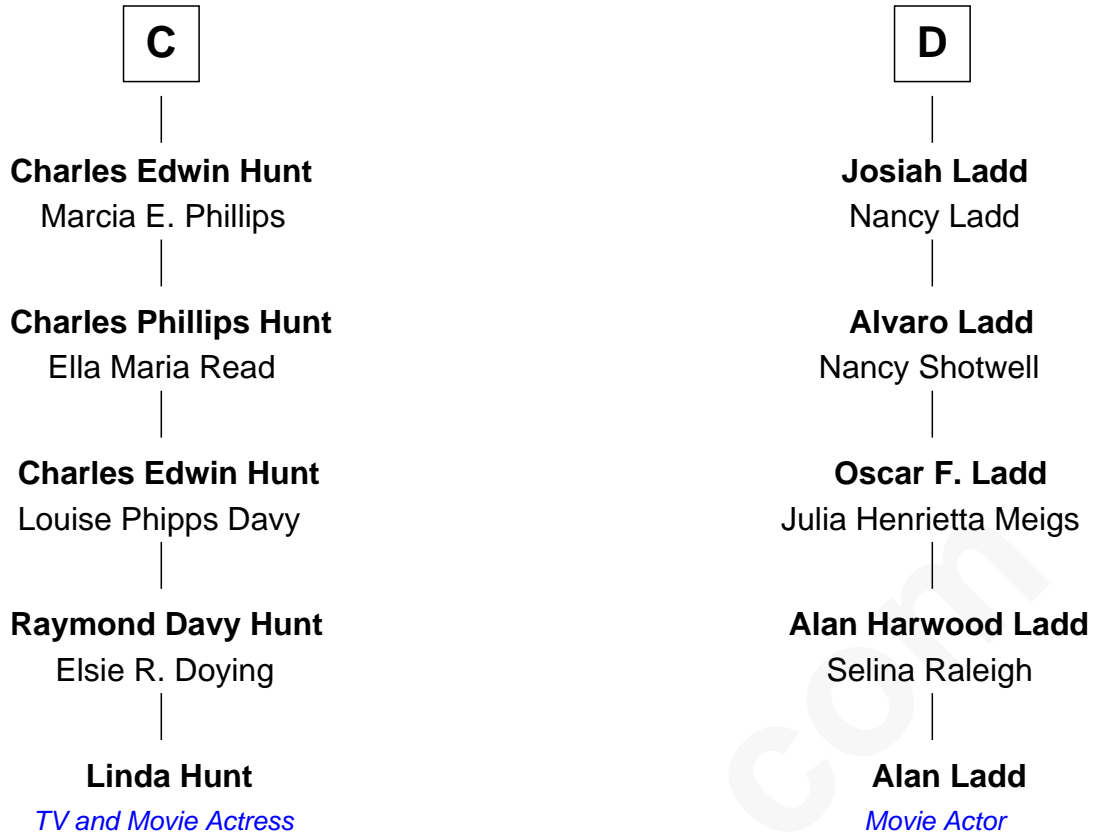 C
Charles Edwin Hunt
Marcia E. Phillips
Charles Phillips Hunt
Ella Maria Read
Charles Edwin Hunt
Louise Phipps Davy
Raymond Davy Hunt
Elsie R. Doying
Linda Hunt
TV and Movie Actress
D
Josiah Ladd
Nancy Ladd
Alvaro Ladd
Nancy Shotwell
Oscar F. Ladd
Julia Henrietta Meigs
Alan Harwood Ladd
Selina Raleigh
Alan Ladd
Movie Actor
com